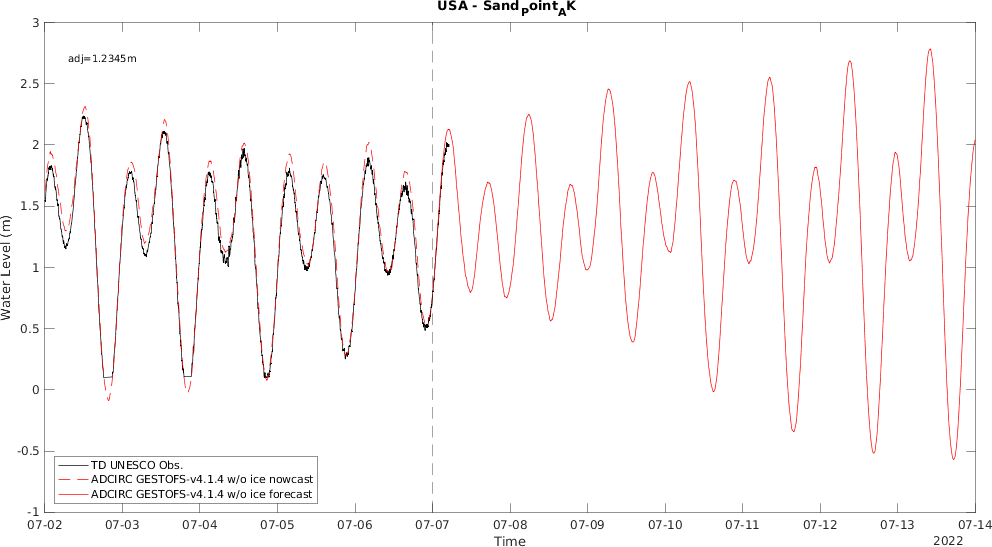 USA - Sand_Point_AK
adj=1.2345m
3
2.5
2
1.5
1
0.5
0
-0.5
-1
Water Level (m)
TD UNESCO Obs.
ADCIRC GESTOFS-v4.1.4 w/o ice nowcast
ADCIRC GESTOFS-v4.1.4 w/o ice forecast
07-02 07-03 07-04 07-05 07-06 07-07 07-08 07-09 07-10 07-11 07-12 07-13 07-14
Time
2022